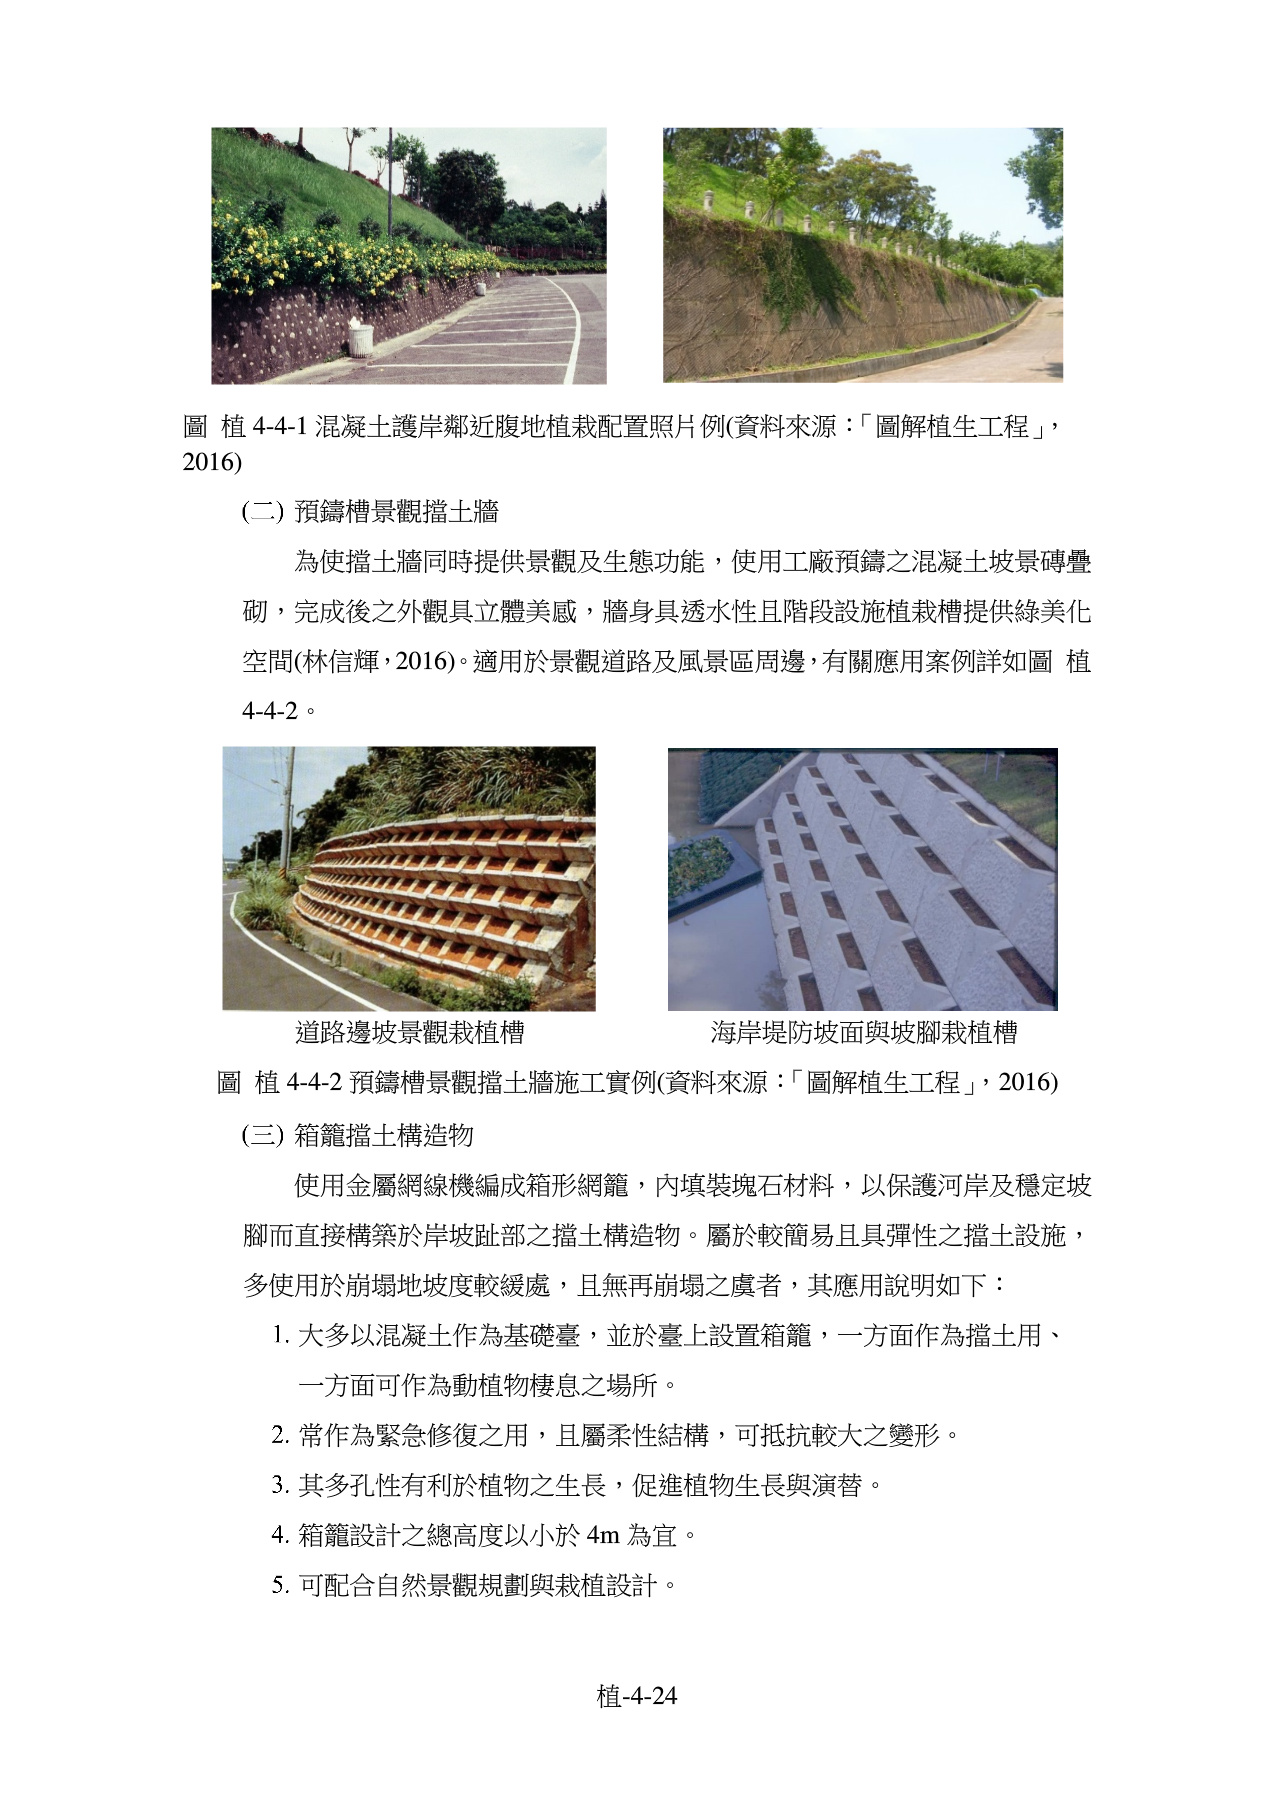 圖 植 4-4-1 混凝土護岸鄰近腹地植栽配置照片例(資料來源：「圖解植生工程」，
2016)
(二) 預鑄槽景觀擋土牆
為使擋土牆同時提供景觀及生態功能，使用工廠預鑄之混凝土坡景磚疊
砌，完成後之外觀具立體美感，牆身具透水性且階段設施植栽槽提供綠美化
空間(林信輝，2016)。適用於景觀道路及風景區周邊，有關應用案例詳如圖 植
4-4-2。
道路邊坡景觀栽植槽
海岸堤防坡面與坡腳栽植槽
圖 植 4-4-2 預鑄槽景觀擋土牆施工實例(資料來源：「圖解植生工程」，2016)
(三) 箱籠擋土構造物
使用金屬網線機編成箱形網籠，內填裝塊石材料，以保護河岸及穩定坡
腳而直接構築於岸坡趾部之擋土構造物。屬於較簡易且具彈性之擋土設施，
多使用於崩塌地坡度較緩處，且無再崩塌之虞者，其應用說明如下：
1. 大多以混凝土作為基礎臺，並於臺上設置箱籠，一方面作為擋土用、
一方面可作為動植物棲息之場所。
2. 常作為緊急修復之用，且屬柔性結構，可抵抗較大之變形。
3. 其多孔性有利於植物之生長，促進植物生長與演替。
4. 箱籠設計之總高度以小於 4m 為宜。
5. 可配合自然景觀規劃與栽植設計。
植-4-24